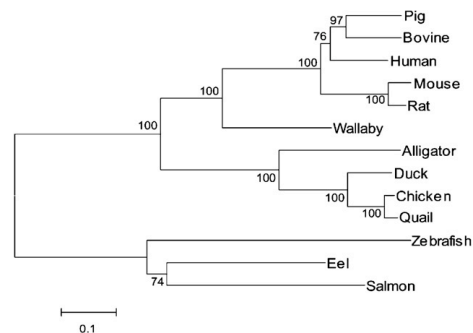 Pig
97
Bovine
76
Human
100
Mouse
100
Rat
100
100
Wallaby
Alligator
100
Duck
100
Chicken
100
Quail
Zebrafish
Eel
74
Salmon
0.1